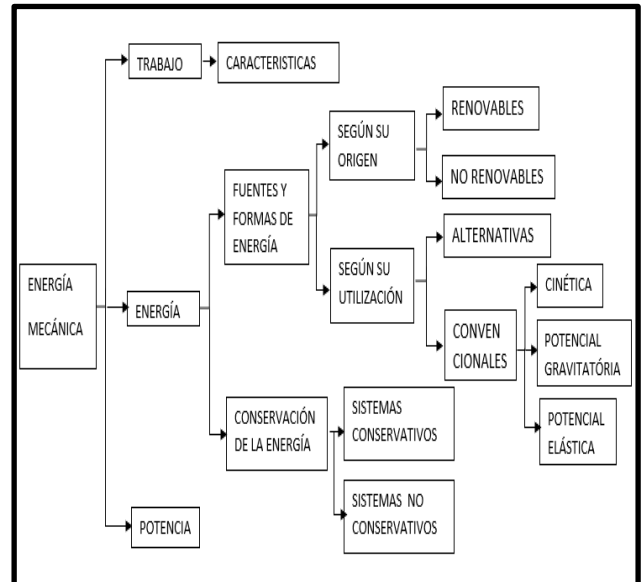 ENERGÍA
MECÁNICA
TRABAJO
CARACTERISTICAS
ENERGÍA
FUENTES Y
FORMAS DE
ENERGÍA
SEGÚN SU
ORIGEN
RENOVABLES
NO RENOVABLES
SEGÚN SU
UTILIZACIÓN
ALTERNATIVAS
CONVEN
CIONALES
CINÉTICA
POTENCIAL
GRAVITATÓRIA
POTENCIAL
ELÁSTICA
CONSERVACIÓN
DE LA ENERGÍA
SISTEMAS
CONSERVATIVOS
SISTEMAS NO
CONSERVATIVOS
POTENCIA